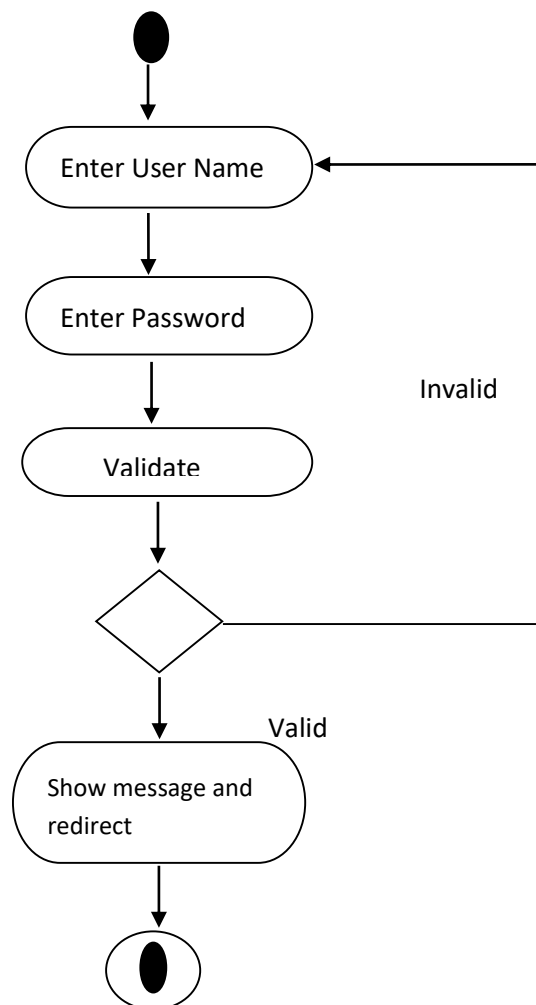 Enter User Name
Enter Password
Invalid
Validate
Valid
Show message and
redirect